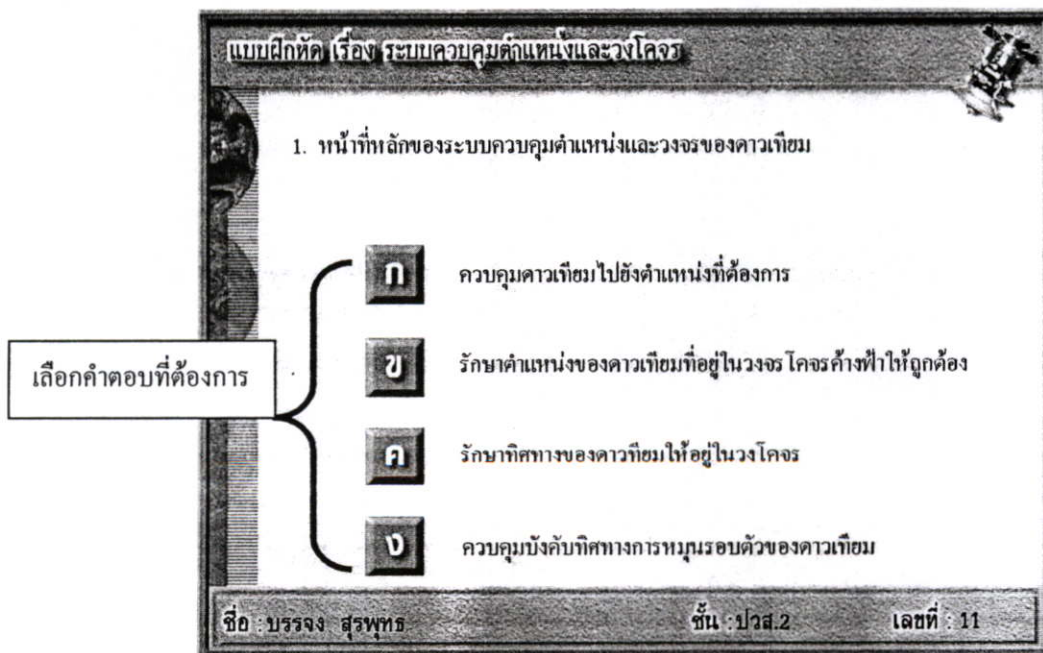 แบบฝึกหัด เรื่อง ระบบควบคุมตำแหน่งและวงโคจร
1. หน้าที่หลักของระบบควบคุมตำแหน่งและวงจรของดาวเทียม
ก ควบคุมดาวเทียมไปยังตำแหน่งที่ต้องการ
ข รักษาตำแหน่งของดาวเทียมที่อยู่ในวงจรโคจรค้างฟ้าให้ถูกต้อง
เลือกคำตอบที่ต้องการ
ค รักษาทิศทางของดาวทียมให้อยู่ในวงโคจร
ง ควบคุมบังคับทิศทางการหมุนรอบตัวของดาวเทียม
ชื่อ : บรรจง สุรพุทธ ชั้น : ปวส.2 เลขที่ : 11